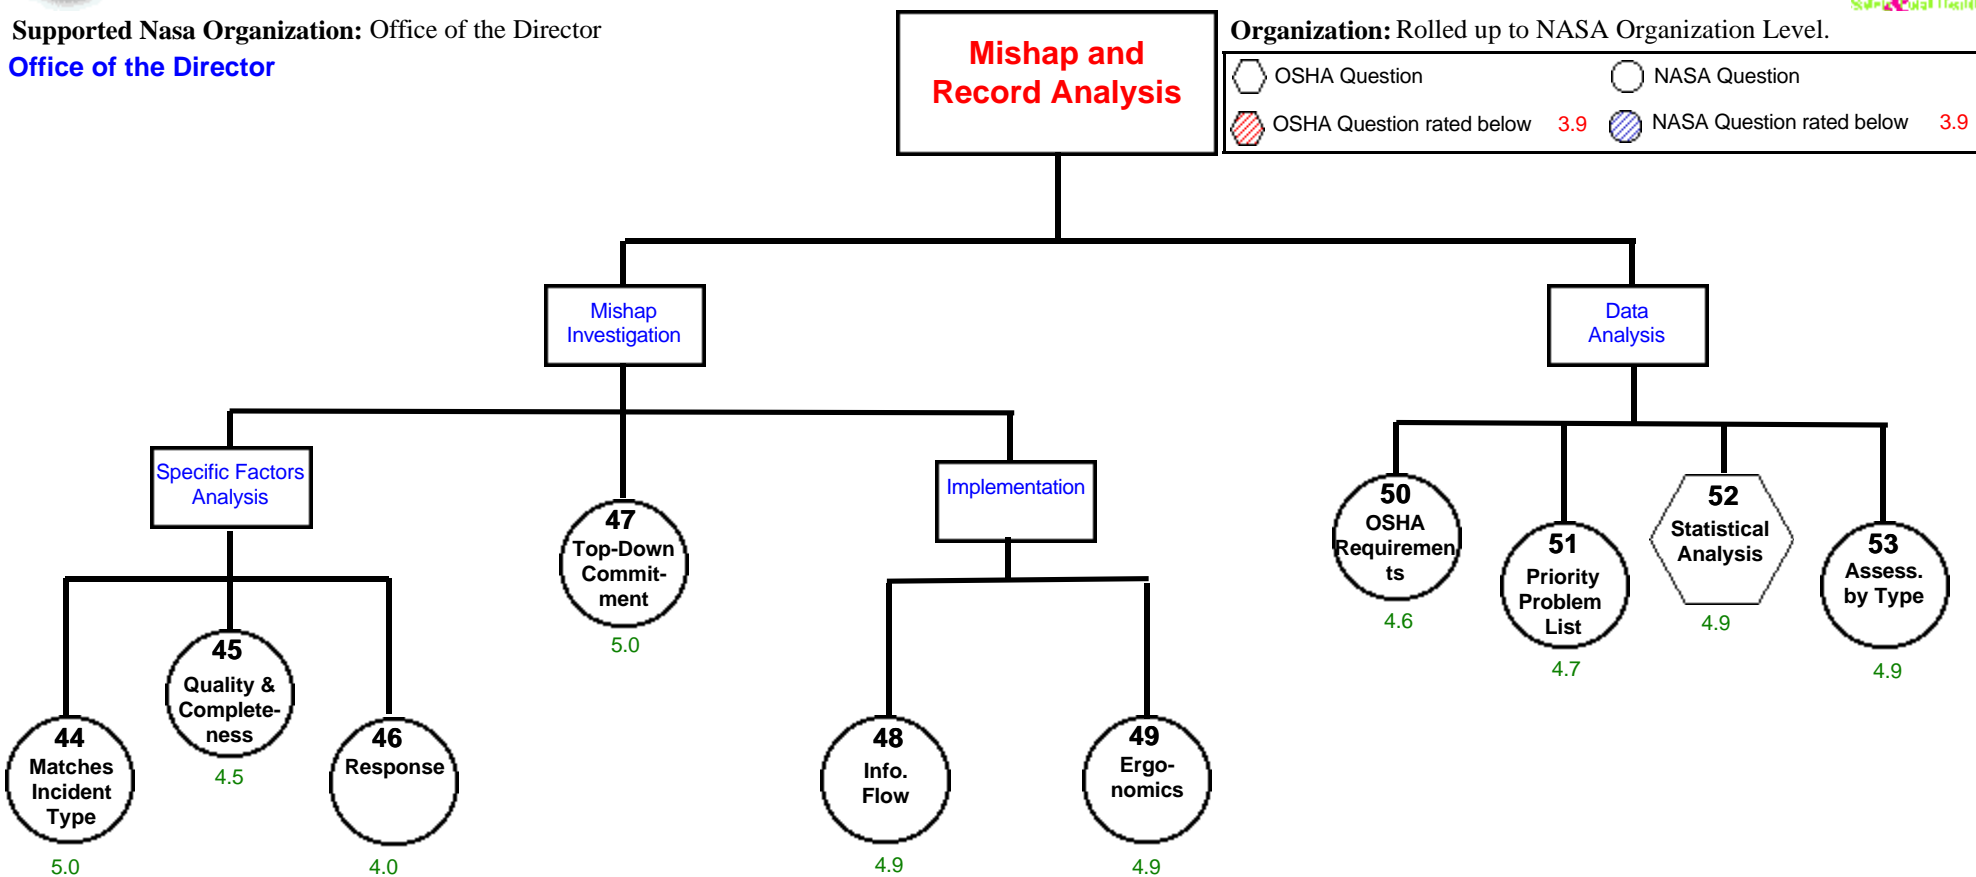 Supported Nasa Organization: Office of the Director
Office of the Director
Mishap and
Record Analysis
Organization: Rolled up to NASA Organization Level.
OSHA Question
NASA Question
OSHA Question rated below 3.9
NASA Question rated below 3.9
Mishap
Investigation
Data
Analysis
Specific Factors
Analysis
Implementation
47
Top-Down
Commit-
ment
5.0
50
OSHA
Requiremen
ts
4.6
51
Priority
Problem
List
4.7
52
Statistical
Analysis
4.9
53
Assess.
by Type
4.9
44
Matches
Incident
Type
5.0
45
Quality &
Complete-
ness
4.5
46
Response
4.0
48
Info.
Flow
4.9
49
Ergo-
nomics
4.9